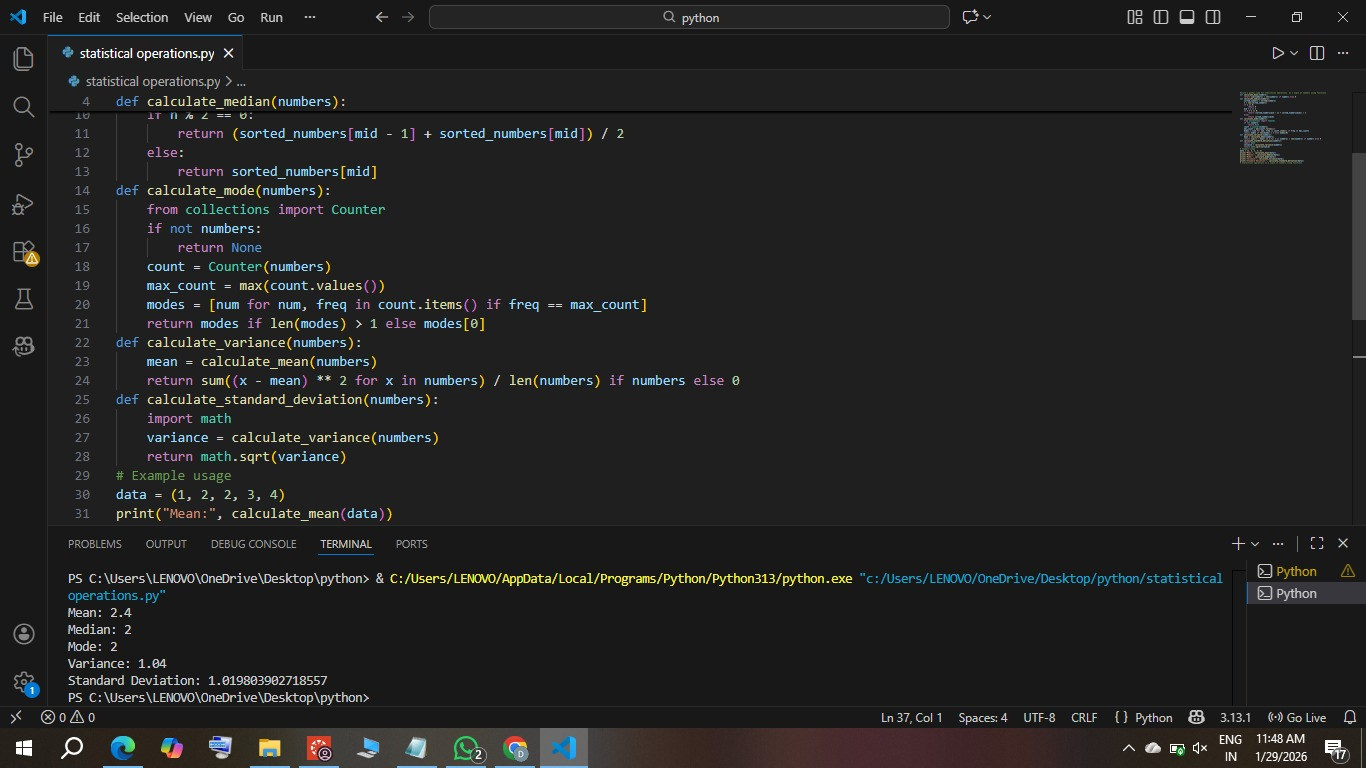 File Edit Selection View Go Run ··· python
statistical operations.py
statistical operations.py > ...
4 def calculate_median(numbers):
10 if n % 2 == 0:
11 return (sorted_numbers[mid - 1] + sorted_numbers[mid]) / 2
12 else:
13 return sorted_numbers[mid]
14 def calculate_mode(numbers):
15 from collections import Counter
16 if not numbers:
17 return None
18 count = Counter(numbers)
19 max_count = max(count.values())
20 modes = [num for num, freq in count.items() if freq == max_count]
21 return modes if len(modes) > 1 else modes[0]
22 def calculate_variance(numbers):
23 mean = calculate_mean(numbers)
24 return sum((x - mean) ** 2 for x in numbers) / len(numbers) if numbers else 0
25 def calculate_standard_deviation(numbers):
26 import math
27 variance = calculate_variance(numbers)
28 return math.sqrt(variance)
29 # Example usage
30 data = (1, 2, 2, 3, 4)
31 print("Mean:", calculate_mean(data))
PROBLEMS OUTPUT DEBUG CONSOLE TERMINAL PORTS
PS C:\Users\LENOVO\OneDrive\Desktop\python> & C:/Users/LENOVO/AppData/Local/Programs/Python/Python313/python.exe "c:/Users/LENOVO/OneDrive/Desktop/python/statistical
operations.py"
Mean: 2.4
Median: 2
Mode: 2
Variance: 1.04
Standard Deviation: 1.019803902718557
PS C:\Users\LENOVO\OneDrive\Desktop\python>
Python
Python
1
0 0 Ln 37, Col 1 Spaces: 4 UTF-8 CRLF {} Python 3.13.1 Go Live
2 D ENG IN 11:48 AM 1/29/2026 17